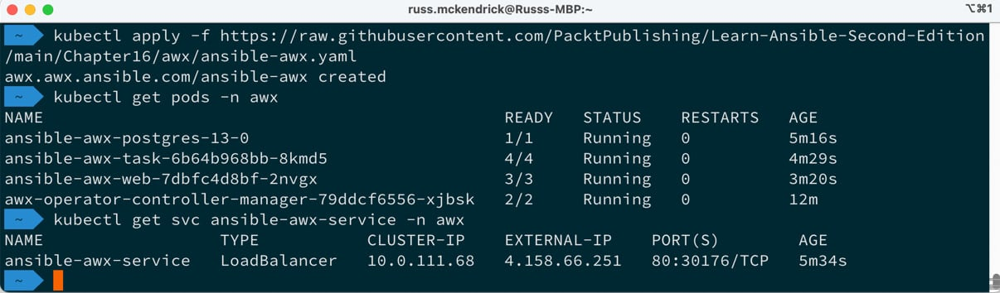 russ.mckendrick@Russs-MBP:~
⌥⌘1
~ kubectl apply -f https://raw.githubusercontent.com/PacktPublishing/Learn-Ansible-Second-Edition
/main/Chapter16/awx/ansible-awx.yaml
awx.awx.ansible.com/ansible-awx created
~ kubectl get pods -n awx
NAME READY STATUS RESTARTS AGE
ansible-awx-postgres-13-0 1/1 Running 0 5m16s
ansible-awx-task-6b64b968bb-8kmd5 4/4 Running 0 4m29s
ansible-awx-web-7dbfc4d8bf-2nvgx 3/3 Running 0 3m20s
awx-operator-controller-manager-79ddcf6556-xjbsk 2/2 Running 0 12m
~ kubectl get svc ansible-awx-service -n awx
NAME TYPE CLUSTER-IP EXTERNAL-IP PORT(S) AGE
ansible-awx-service LoadBalancer 10.0.111.68 4.158.66.251 80:30176/TCP 5m34s
~